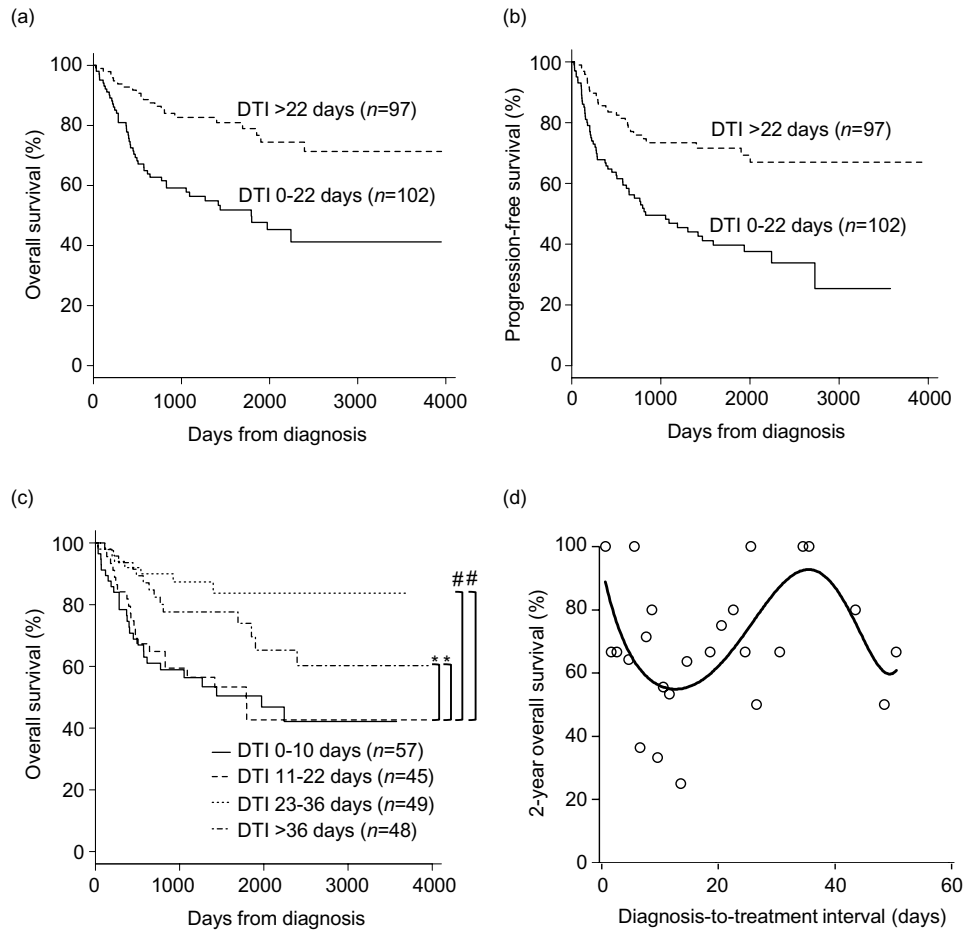 (a)
Overall survival (%)
100
80
60
40
20
0
DTI >22 days (n=97)
DTI 0-22 days (n=102)
0 1000 2000 3000 4000
Days from diagnosis
(b)
Progression-free survival (%)
100
80
60
40
20
0
DTI >22 days (n=97)
DTI 0-22 days (n=102)
0 1000 2000 3000 4000
Days from diagnosis
(c)
Overall survival (%)
100
80
60
40
20
0
# #
* *
DTI 0-10 days (n=57)
DTI 11-22 days (n=45)
DTI 23-36 days (n=49)
DTI >36 days (n=48)
0 1000 2000 3000 4000
Days from diagnosis
(d)
2-year overall survival (%)
100
80
60
40
20
0
0 20 40 60
Diagnosis-to-treatment interval (days)